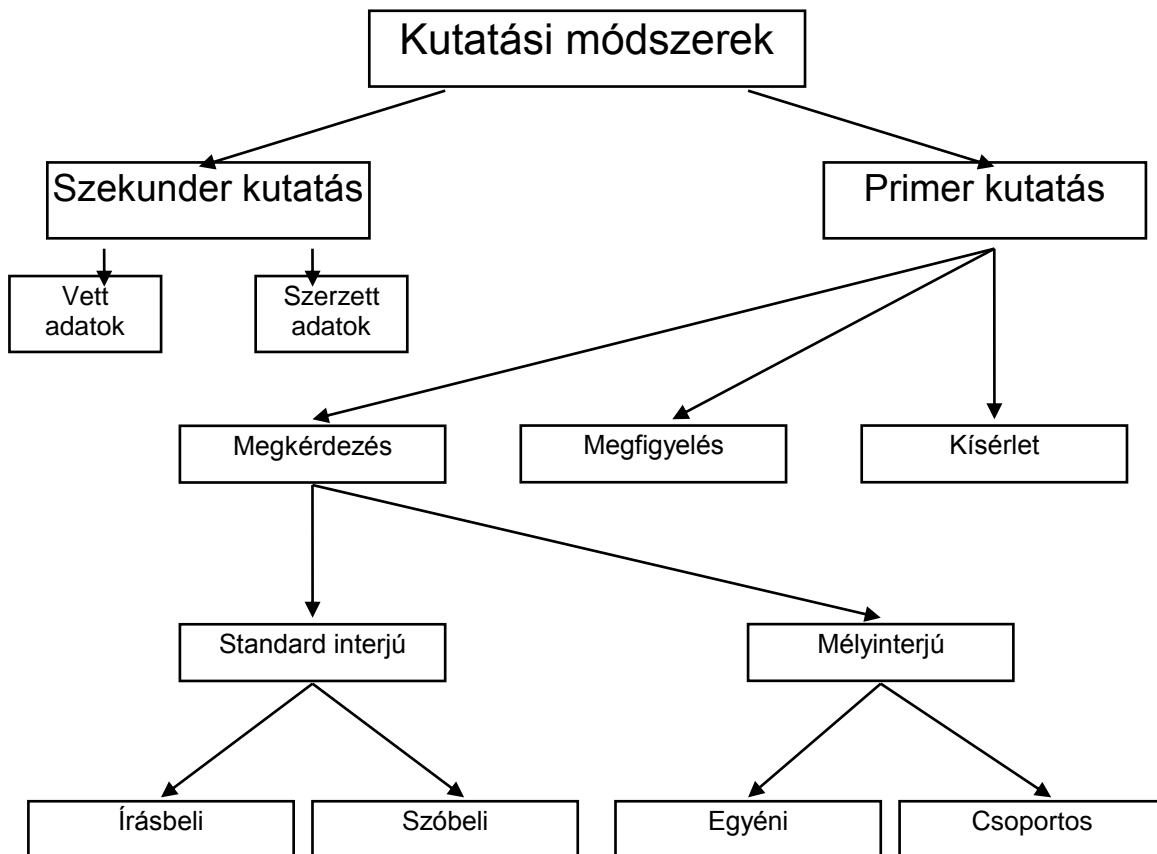 Kutatási módszerek
Szekunder kutatás
Primer kutatás
Vett
adatok
Szerzett
adatok
Megkérdezés
Megfigyelés
Kísérlet
Standard interjú
Mélyinterjú
Írásbeli
Szóbeli
Egyéni
Csoportos